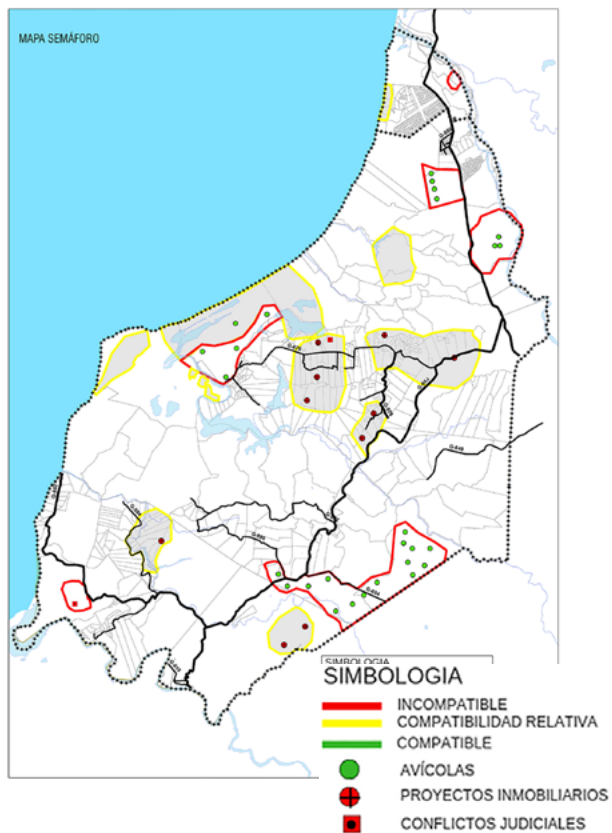 MAPA SEMÁFORO
SIMBOLOGIA
SIMBOLOGIA
INCOMPATIBLE
COMPATIBILIDAD RELATIVA
COMPATIBLE
AVÍCOLAS
PROYECTOS INMOBILIARIOS
CONFLICTOS JUDICIALES